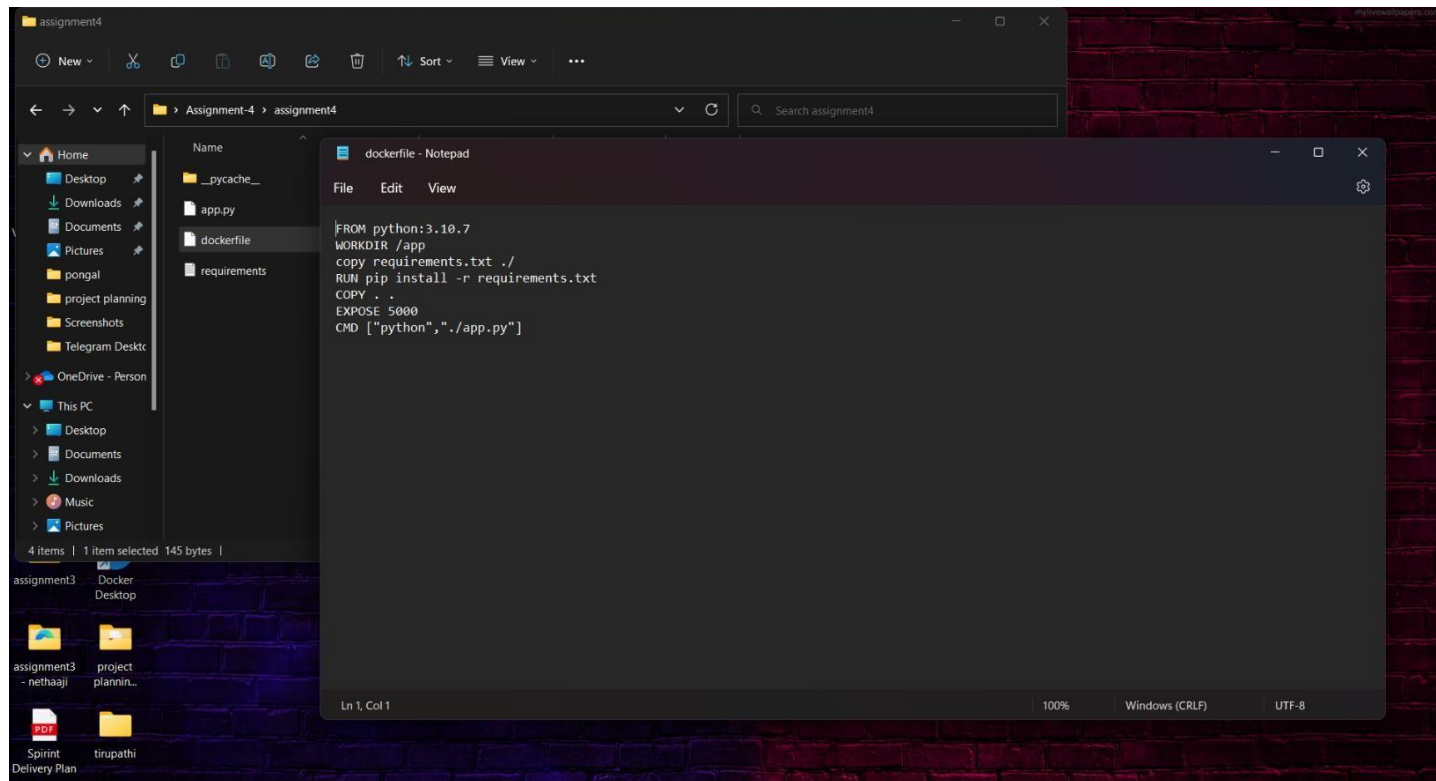 mylivewallpapers.com
assignment4
New
Sort
View
Assignment-4 > assignment4
Search assignment4
Home
Desktop
Downloads
Documents
Pictures
pongal
project planning
Screenshots
Telegram Desktc
OneDrive - Person
This PC
Desktop
Documents
Downloads
Music
Pictures
Name
__pycache__
app.py
dockerfile
requirements
4 items | 1 item selected 145 bytes |
dockerfile - Notepad
File Edit View
FROM python:3.10.7
WORKDIR /app
copy requirements.txt ./
RUN pip install -r requirements.txt
COPY . .
EXPOSE 5000
CMD ["python","./app.py"]
Ln 1, Col 1
100%
Windows (CRLF)
UTF-8
assignment3
Docker
Desktop
assignment3
- nethaaji
project
plannin...
PDF
Spirint
Delivery Plan
tirupathi